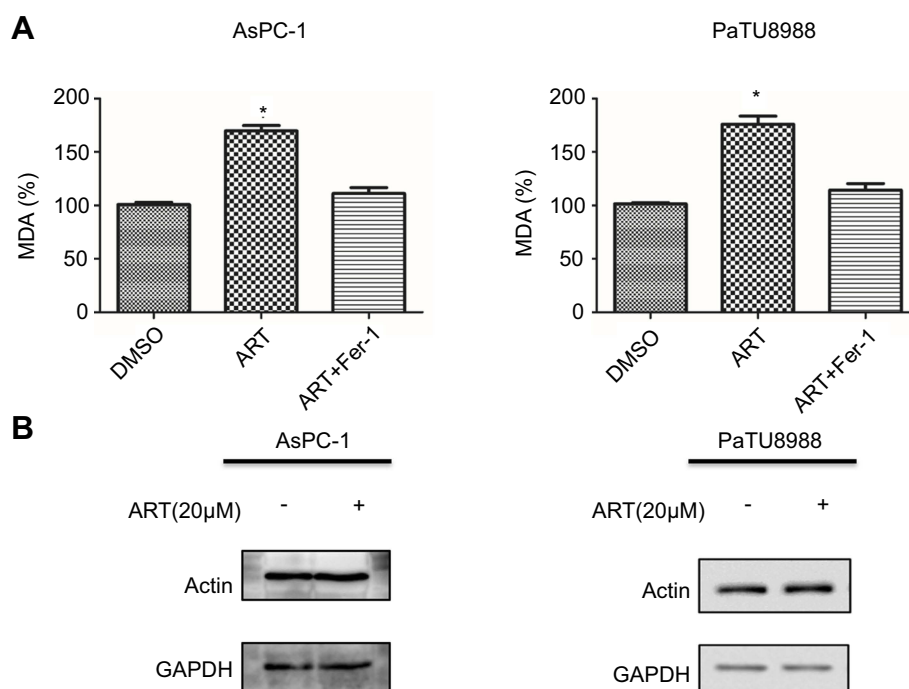 A
AsPC-1
PaTU8988
MDA (%)
200
150
100
50
0
*
DMSO
ART
ART+Fer-1
MDA (%)
200
150
100
50
0
*
DMSO
ART
ART+Fer-1
B
AsPC-1
PaTU8988
ART(20µM) - +
ART(20µM) - +
Actin
Actin
GAPDH
GAPDH